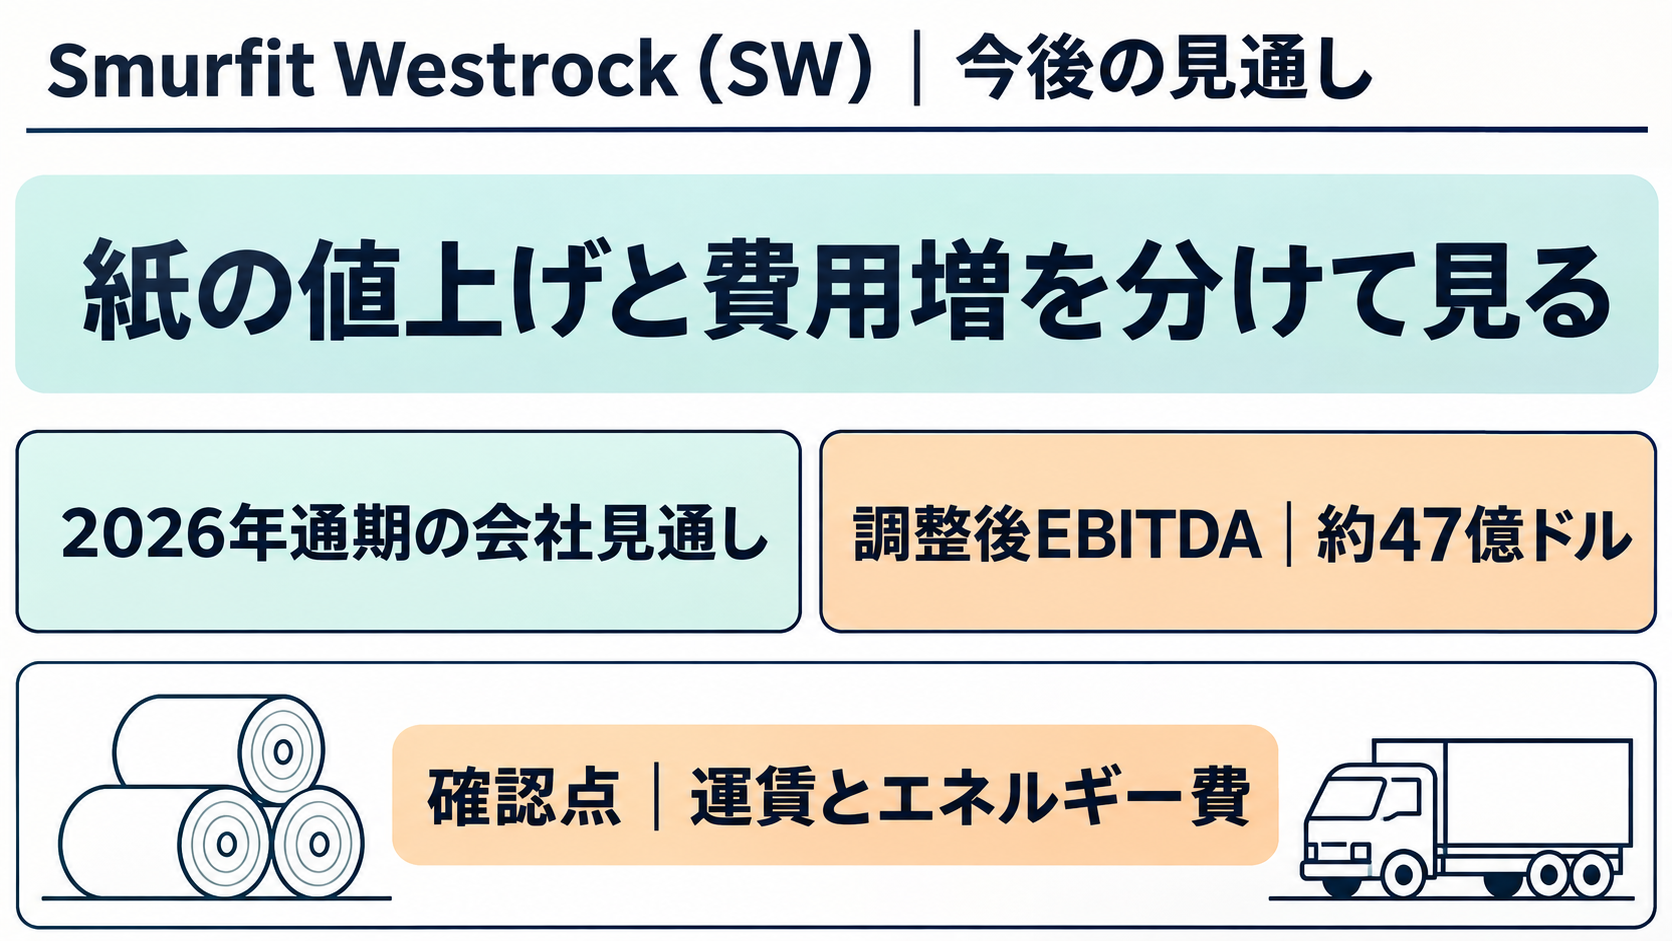 Smurfit Westrock（SW）｜今後の見通し
紙の値上げと費用増を分けて見る
2026年通期の会社見通し
調整後EBITDA｜約47億ドル
確認点｜運賃とエネルギー費